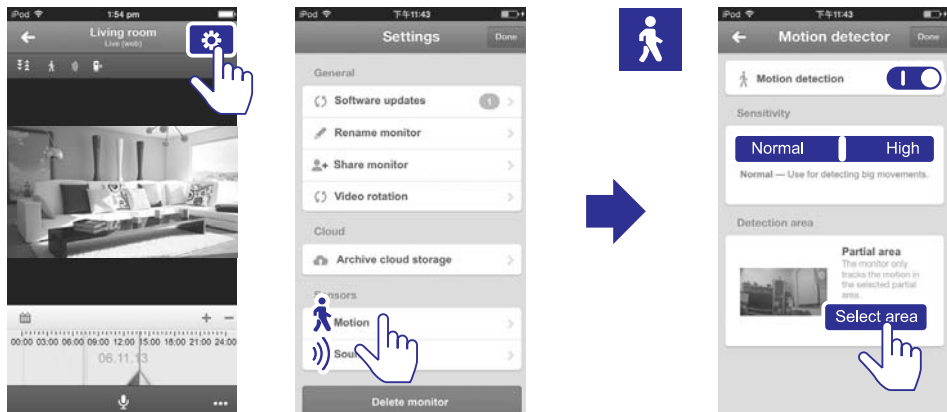 iPod 1:54 pm
Living room
Live (web)
00:00 03:00 06:00 09:00 12:00 15:00 18:00 21:00 24:00
06.11.13
iPod 下午11:43
Settings Done
General
Software updates 1
Rename monitor
Share monitor
Video rotation
Cloud
Archive cloud storage
Sensors
Motion
Soun
Delete monitor
iPod 下午11:43
Motion detector Done
Motion detection
Sensitivity
Normal High
Normal — Use for detecting big movements.
Detection area
Partial area
The monitor only
tracks the motion in
the selected partial
area.
Select area